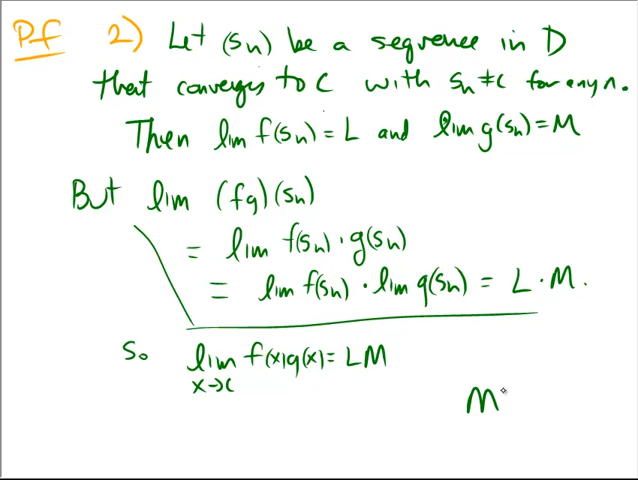 Pf 2) Let (sn) be a sequence in D
that converges to C with sn ≠ c for any n.
Then lim f(sn) = L and lim g(sn) = M
But lim (fg)(sn)
= lim f(sn) · g(sn)
= lim f(sn) · lim g(sn) = L · M.
So lim f(x)g(x) = LM
x→c
M